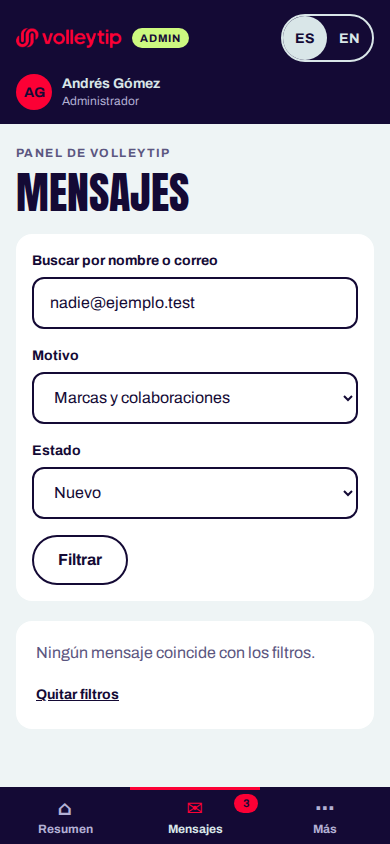 volleytip ADMIN ES EN
AG Andrés Gómez
Administrador
PANEL DE VOLLEYTIP
MENSAJES
Buscar por nombre o correo
nadie@ejemplo.test
Motivo
Marcas y colaboraciones
Estado
Nuevo
Filtrar
Ningún mensaje coincide con los filtros.
Quitar filtros
3
Resumen Mensajes Más